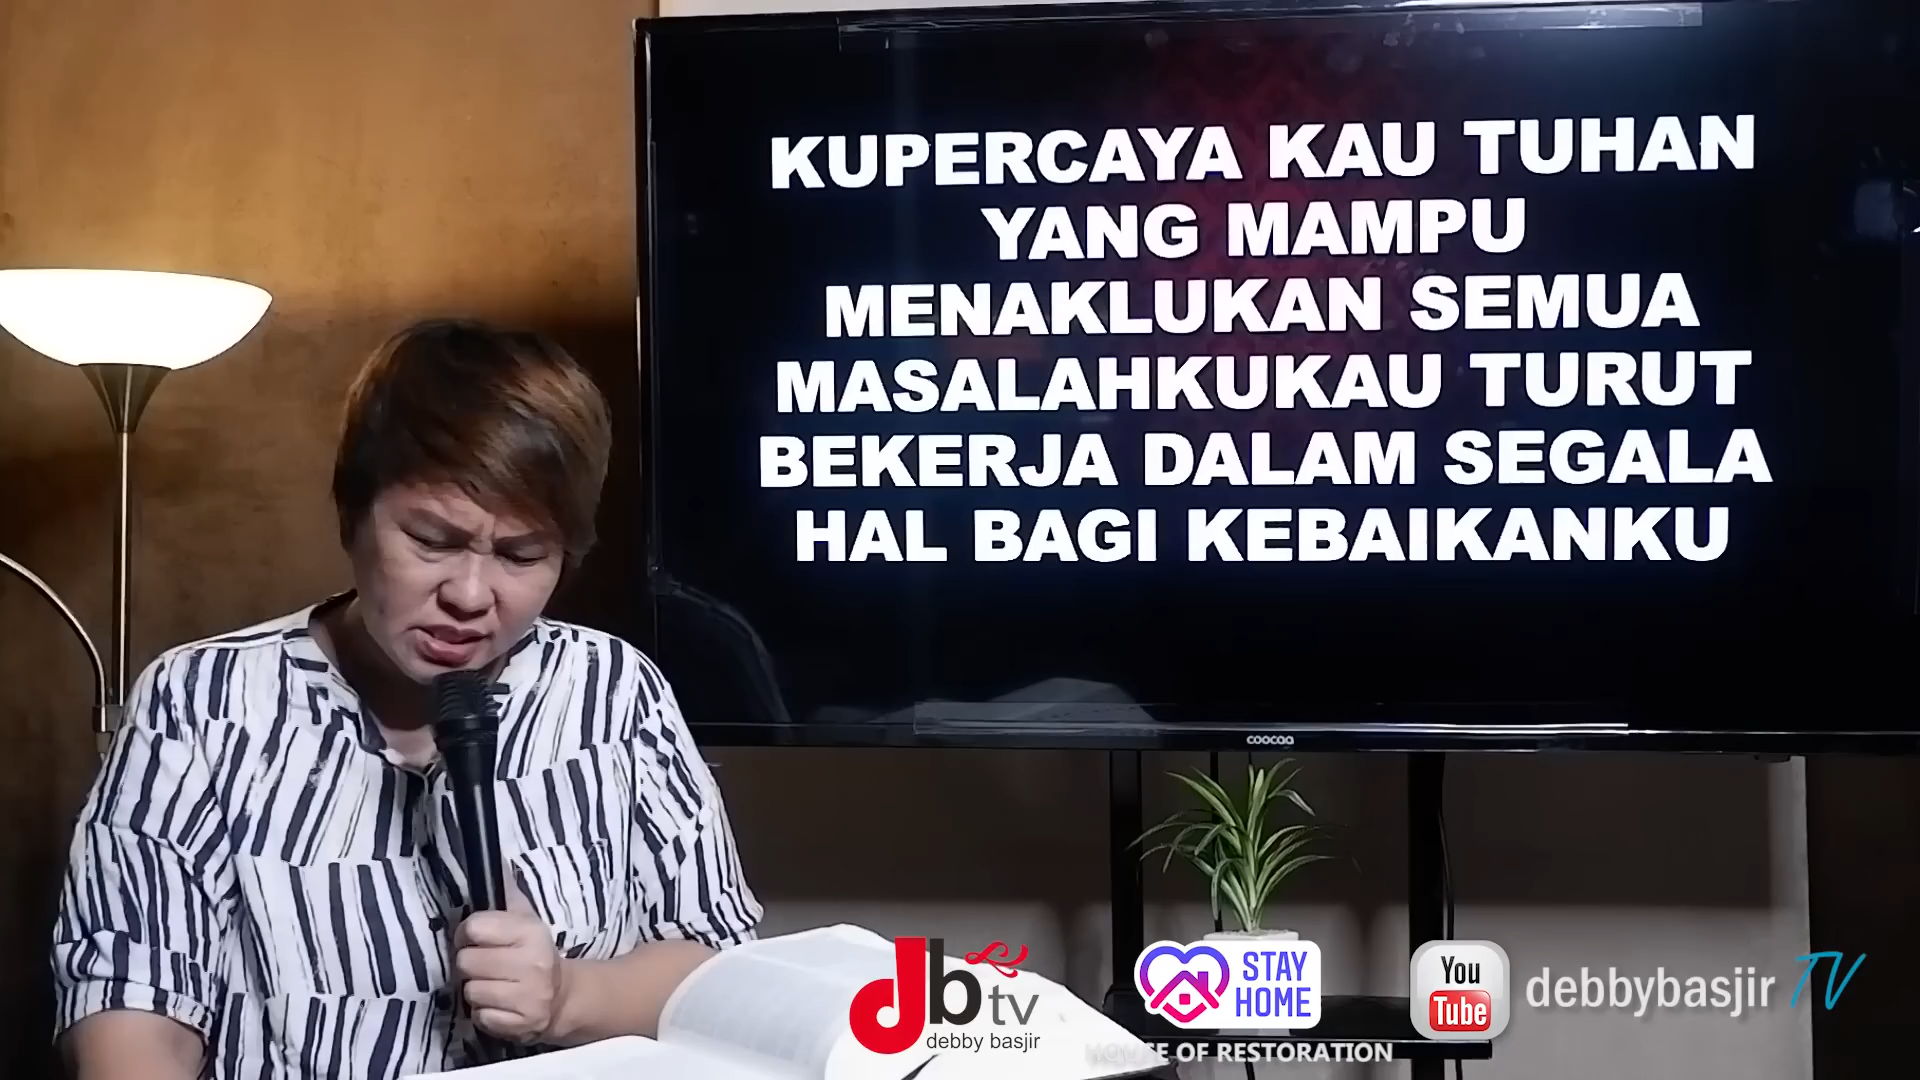 KUPERCAYA KAU TUHAN
YANG MAMPU
MENAKLUKAN SEMUA
MASALAHKUKAU TURUT
BEKERJA DALAM SEGALA
HAL BAGI KEBAIKANKU
coocaa
db tv
debby basjir
STAY
HOME
You
Tube
debbybasjir TV
HOUSE OF RESTORATION